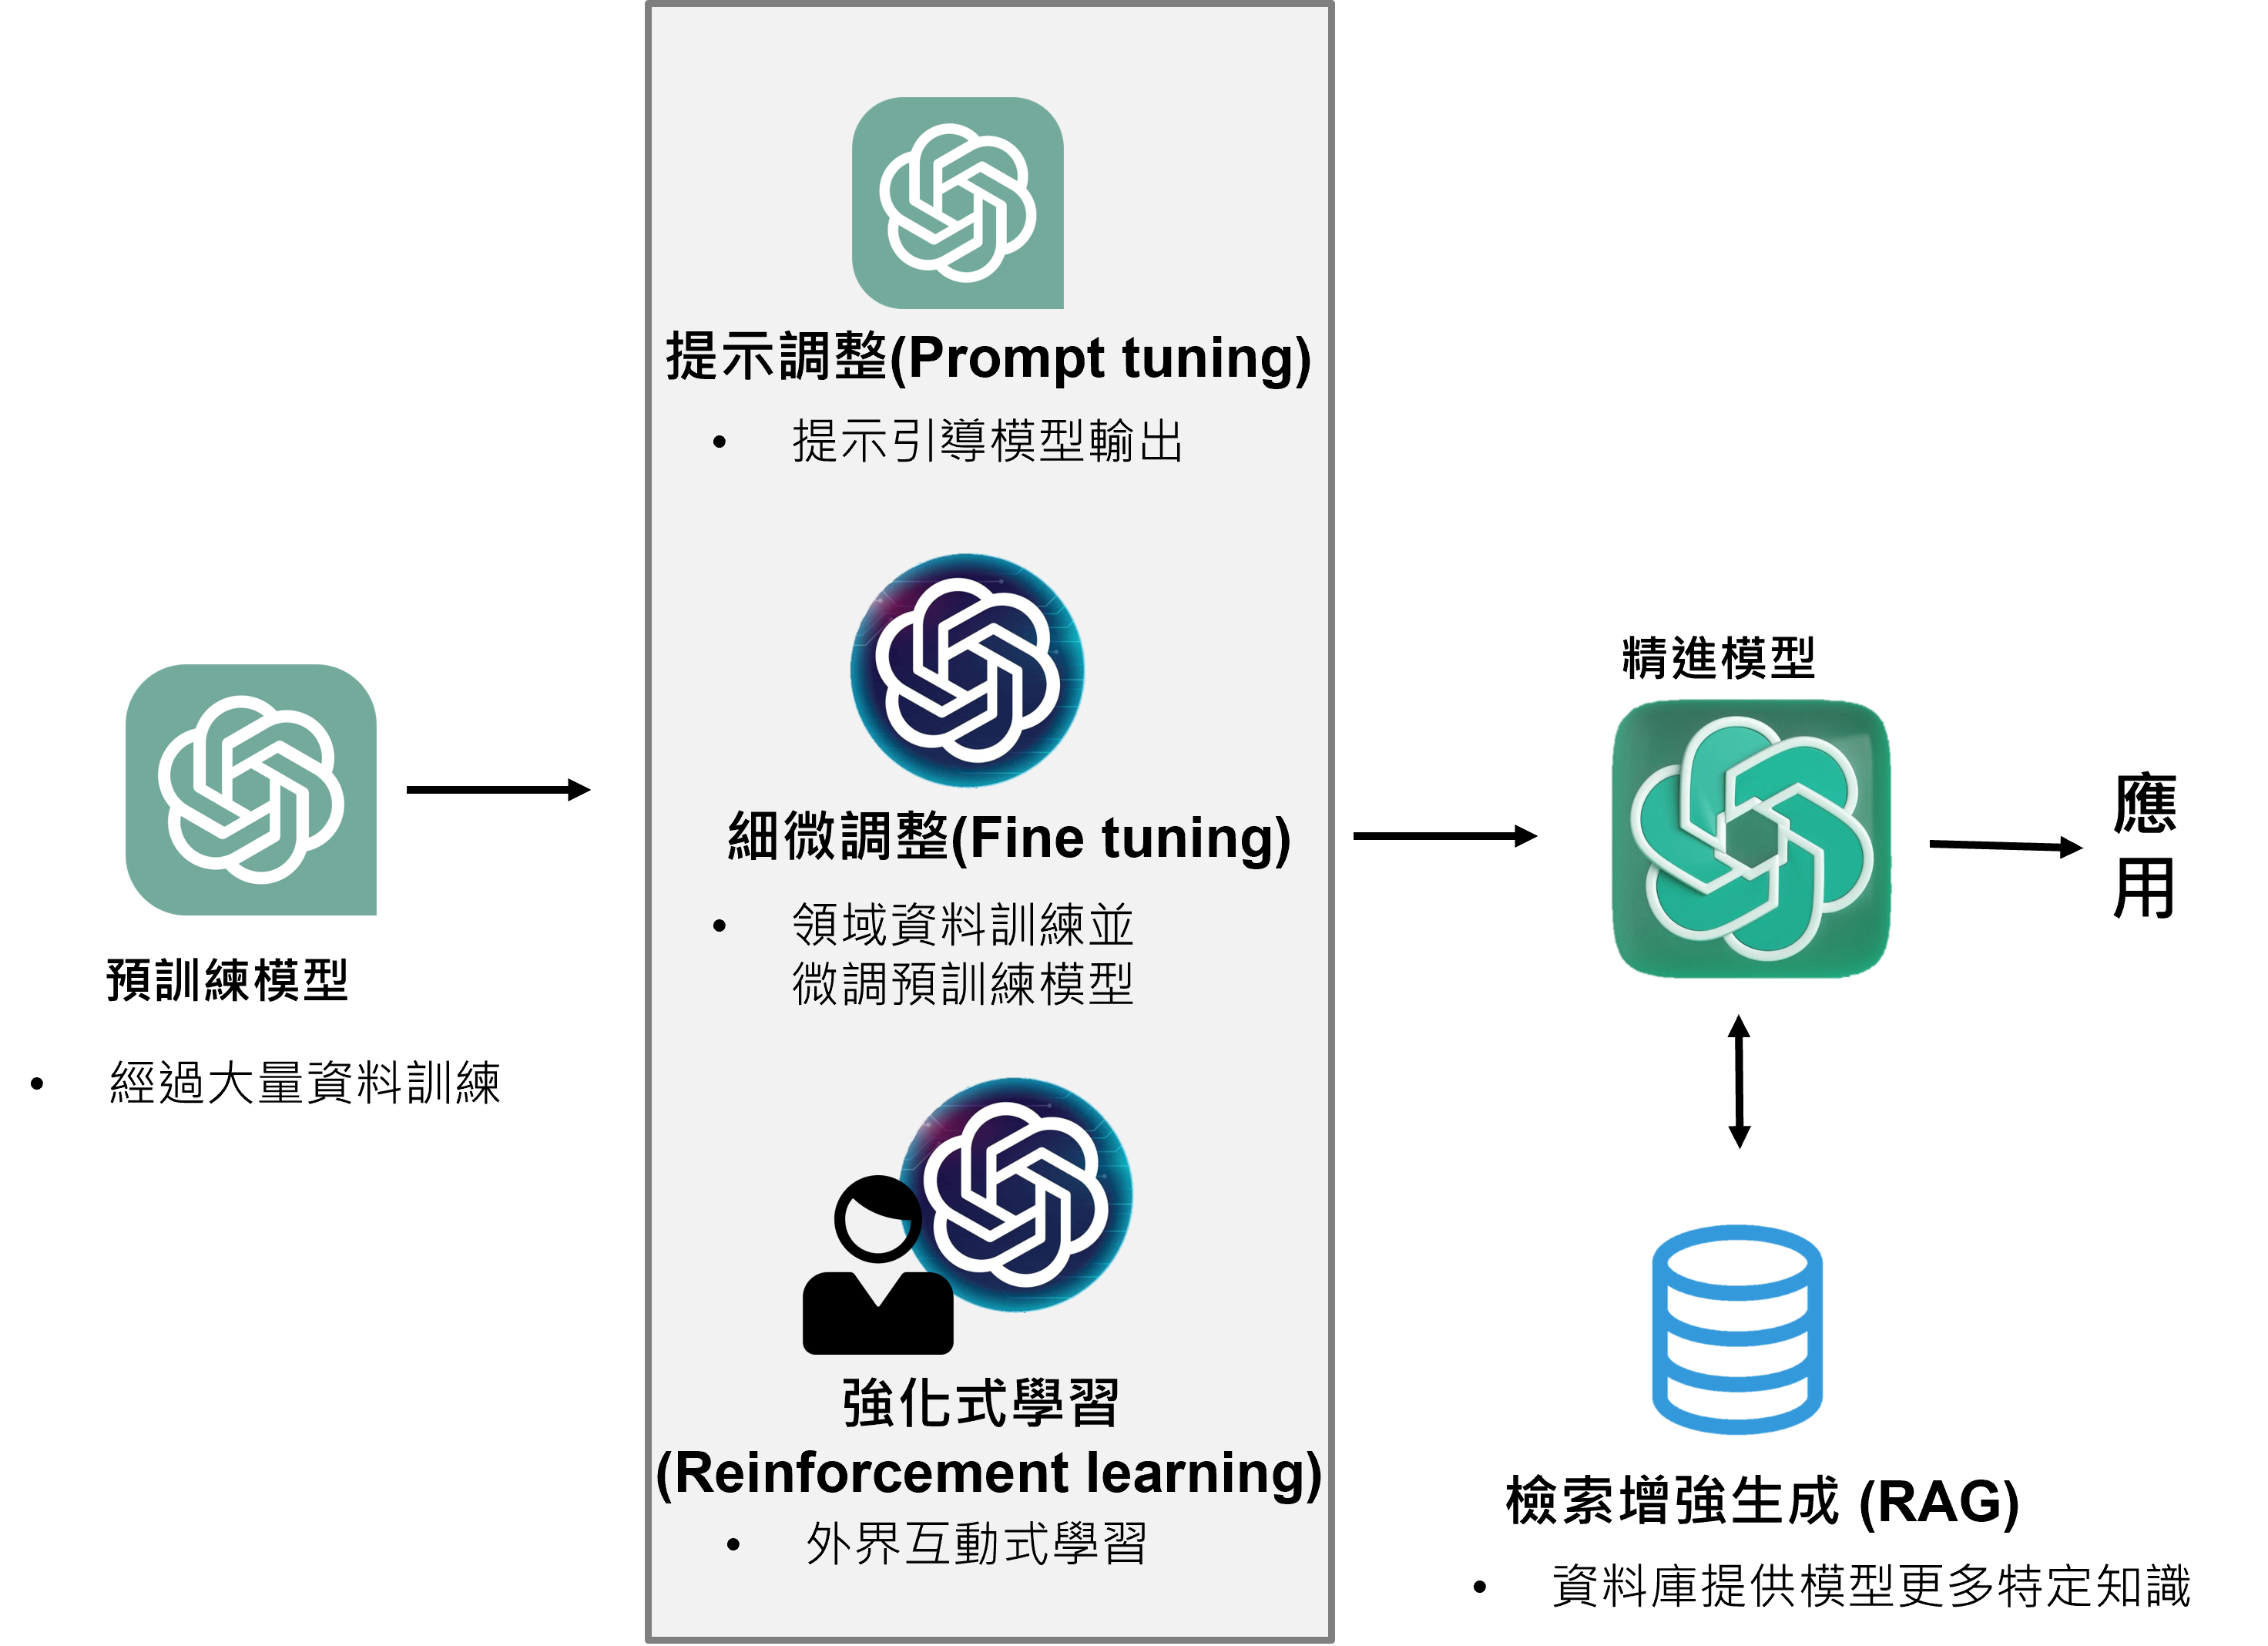 提示調整(Prompt tuning)
• 提示引導模型輸出
細微調整(Fine tuning)
• 領域資料訓練並
微調預訓練模型
強化式學習
(Reinforcement learning)
• 外界互動式學習
預訓練模型
• 經過大量資料訓練
精進模型
應
用
檢索增強生成 (RAG)
• 資料庫提供模型更多特定知識